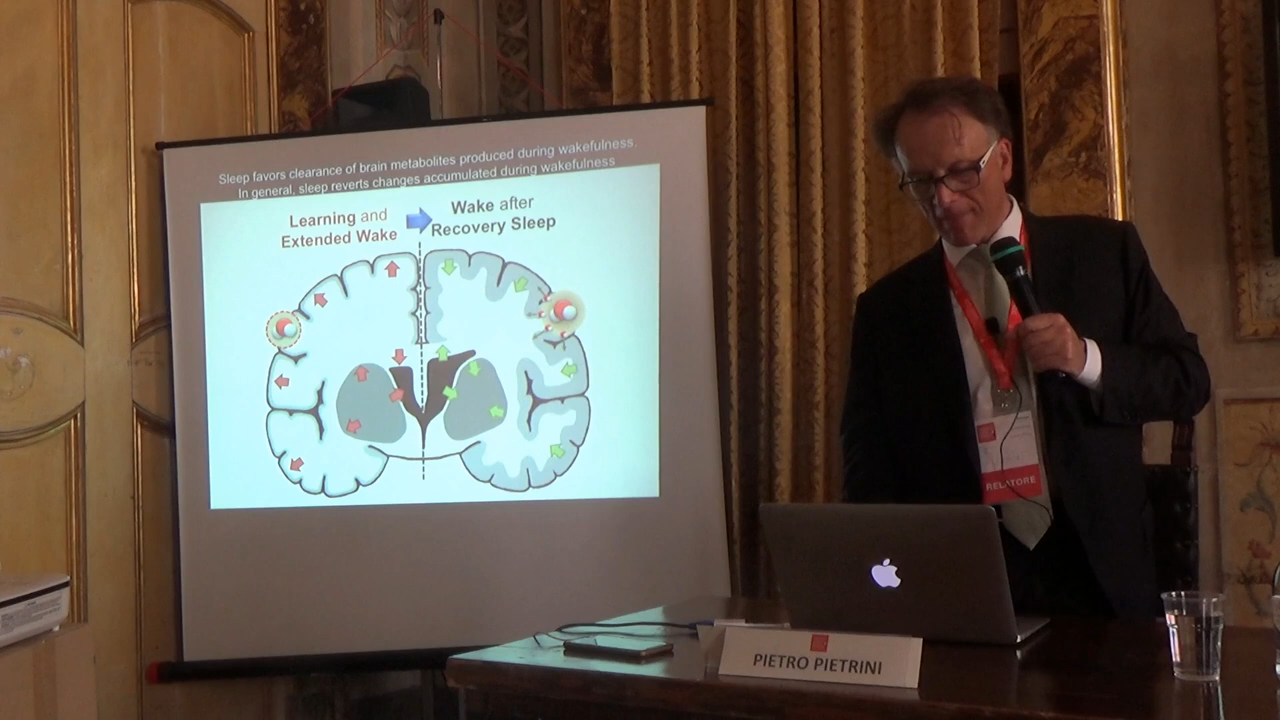 Sleep favors clearance of brain metabolites produced during wakefulness.
In general, sleep reverts changes accumulated during wakefulness
Learning and
Extended Wake
Wake after
Recovery Sleep
RELATORE
PIETRO PIETRINI